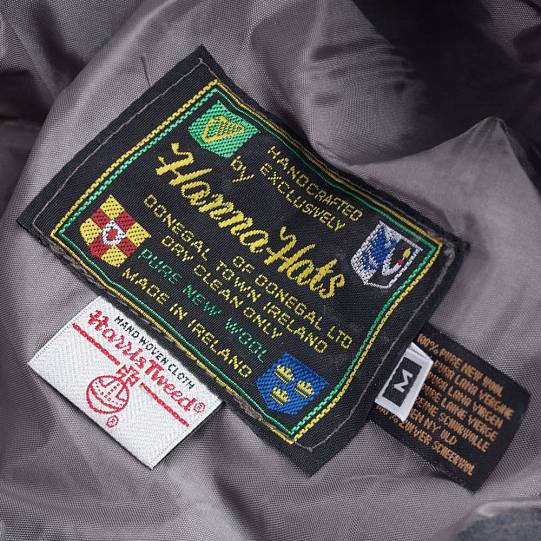 HANDCRAFTED
EXCLUSIVELY
by
Hanna Hats
OF DONEGAL LTD
DONEGAL TOWN IRELAND
DRY CLEAN ONLY
PURE NEW WOOL
MADE IN IRELAND
HAND WOVEN CLOTH
Harris Tweed®
®
M
100% PURE NEW WOOL